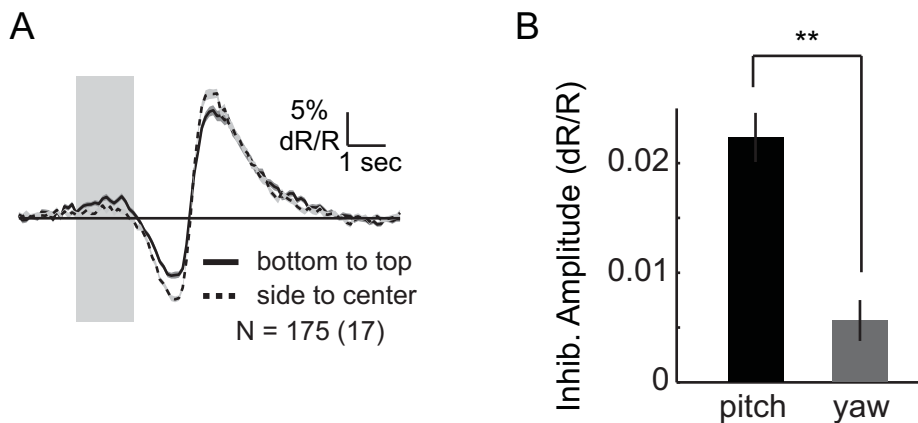 A
5%
dR/R
1 sec
bottom to top
side to center
N = 175 (17)
B
**
Inhib. Amplitude (dR/R)
0.02
0.01
0
pitch yaw